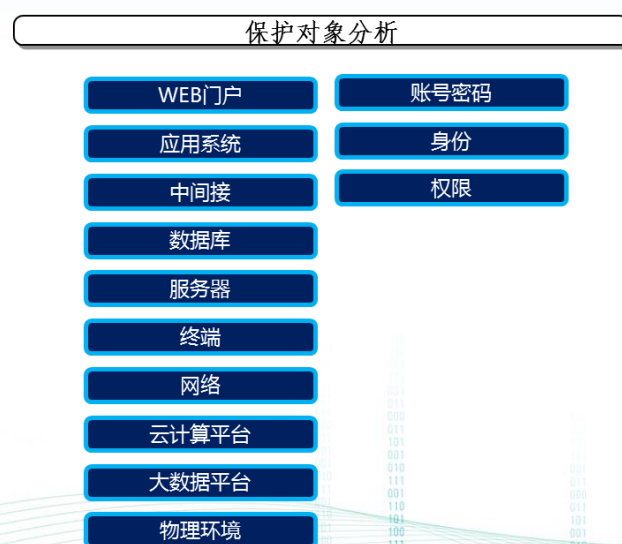 保护对象分析
WEB门户
应用系统
中间接
数据库
服务器
终端
网络
云计算平台
大数据平台
物理环境
账号密码
身份
权限